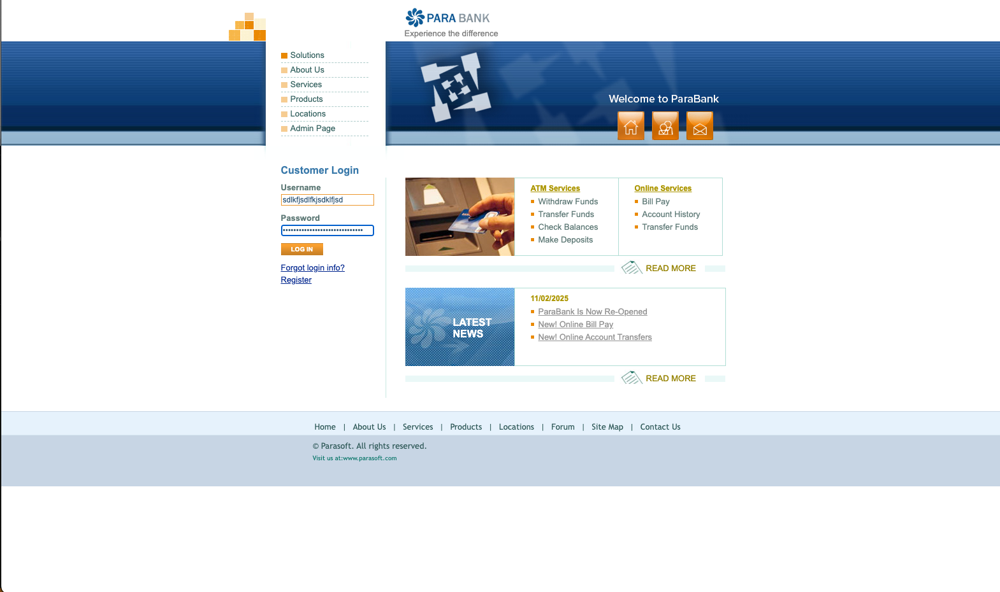 PARA BANK
Experience the difference
Solutions
About Us
Services
Products
Locations
Admin Page
Welcome to ParaBank
Customer Login
Username
sdlkfjsdlfkjsdklfjsd
Password
••••••••••••••••••••••••••••••
LOG IN
Forgot login info?
Register
ATM Services
Withdraw Funds
Transfer Funds
Check Balances
Make Deposits
Online Services
Bill Pay
Account History
Transfer Funds
READ MORE
LATEST
NEWS
11/02/2025
ParaBank Is Now Re-Opened
New! Online Bill Pay
New! Online Account Transfers
READ MORE
Home | About Us | Services | Products | Locations | Forum | Site Map | Contact Us
© Parasoft. All rights reserved.
Visit us at:www.parasoft.com